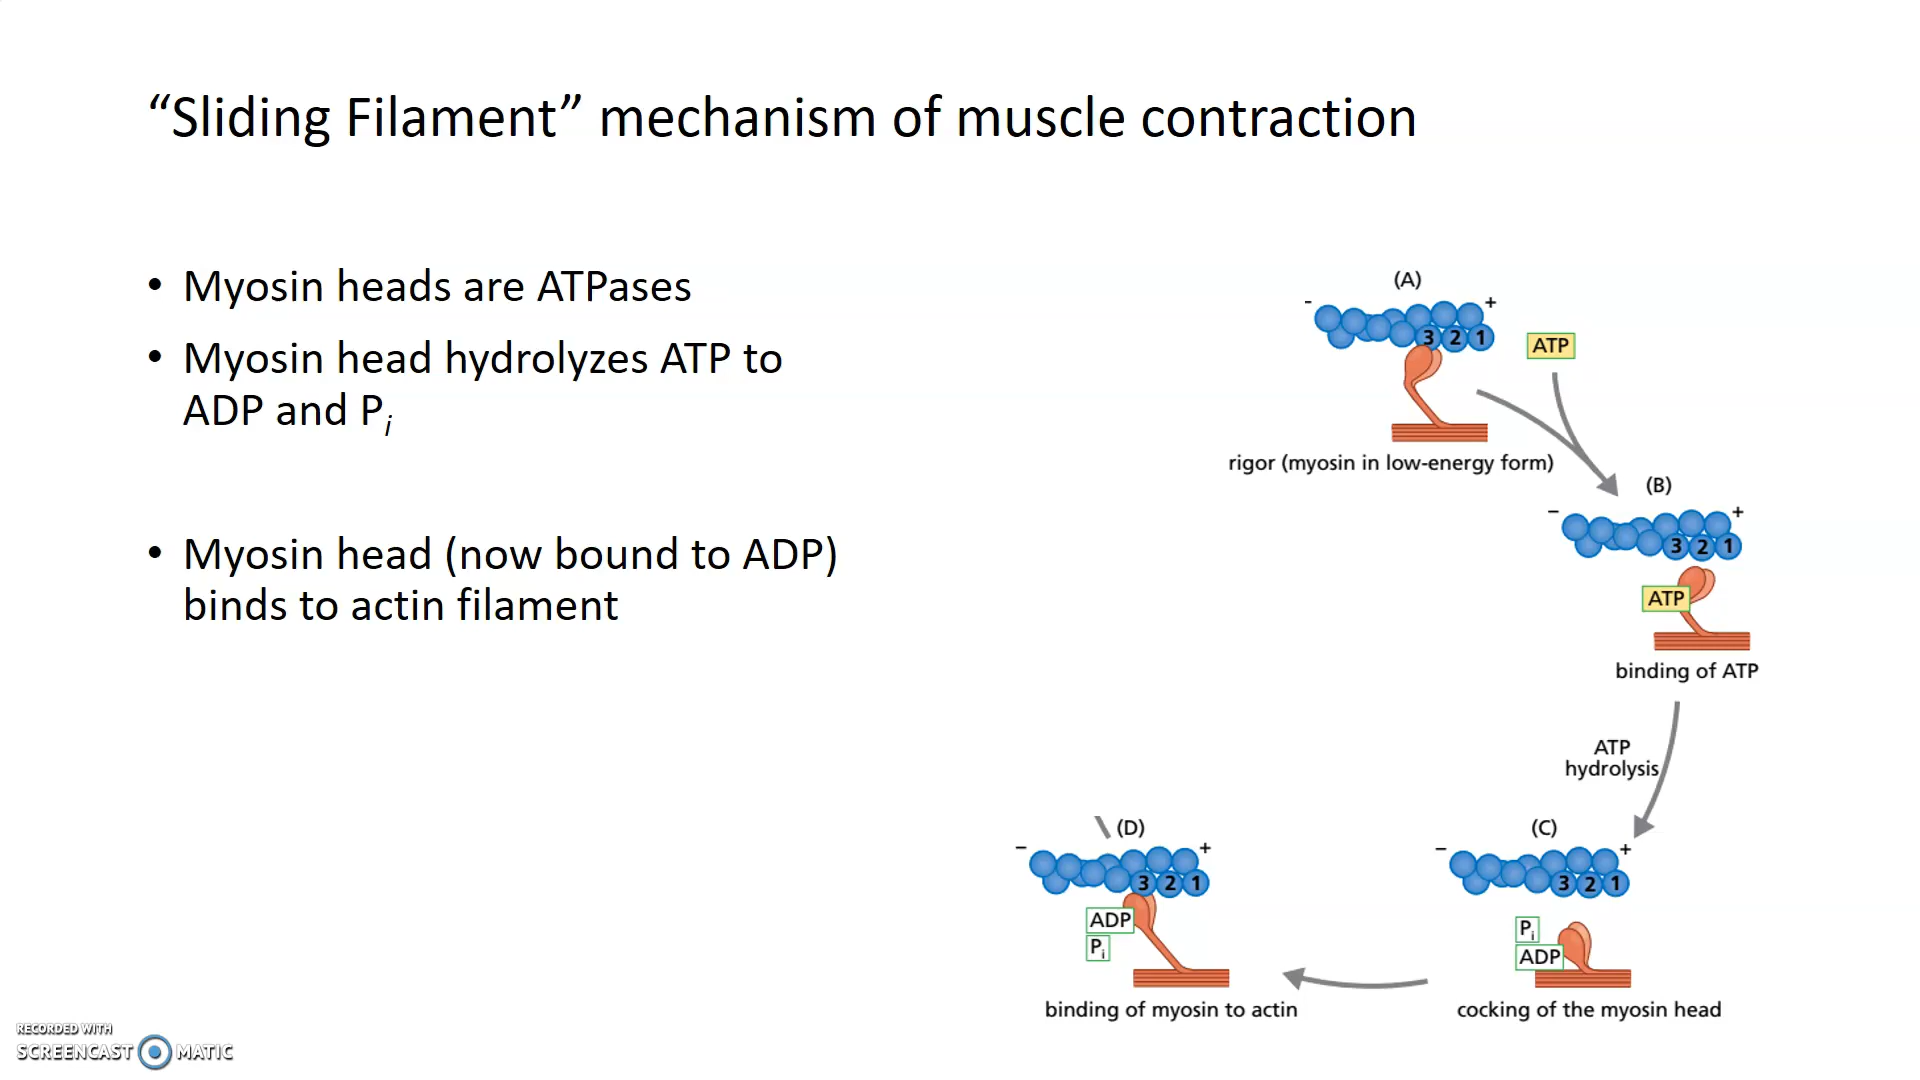 “Sliding Filament” mechanism of muscle contraction
• Myosin heads are ATPases
• Myosin head hydrolyzes ATP to
ADP and Pi
• Myosin head (now bound to ADP)
binds to actin filament
(A)
- +
3 2 1
ATP
rigor (myosin in low-energy form)
(B)
- +
3 2 1
ATP
binding of ATP
ATP
hydrolysis
(C)
- +
3 2 1
Pi
ADP
cocking of the myosin head
(D)
- +
3 2 1
ADP
Pi
binding of myosin to actin
RECORDED WITH
SCREENCAST MATIC